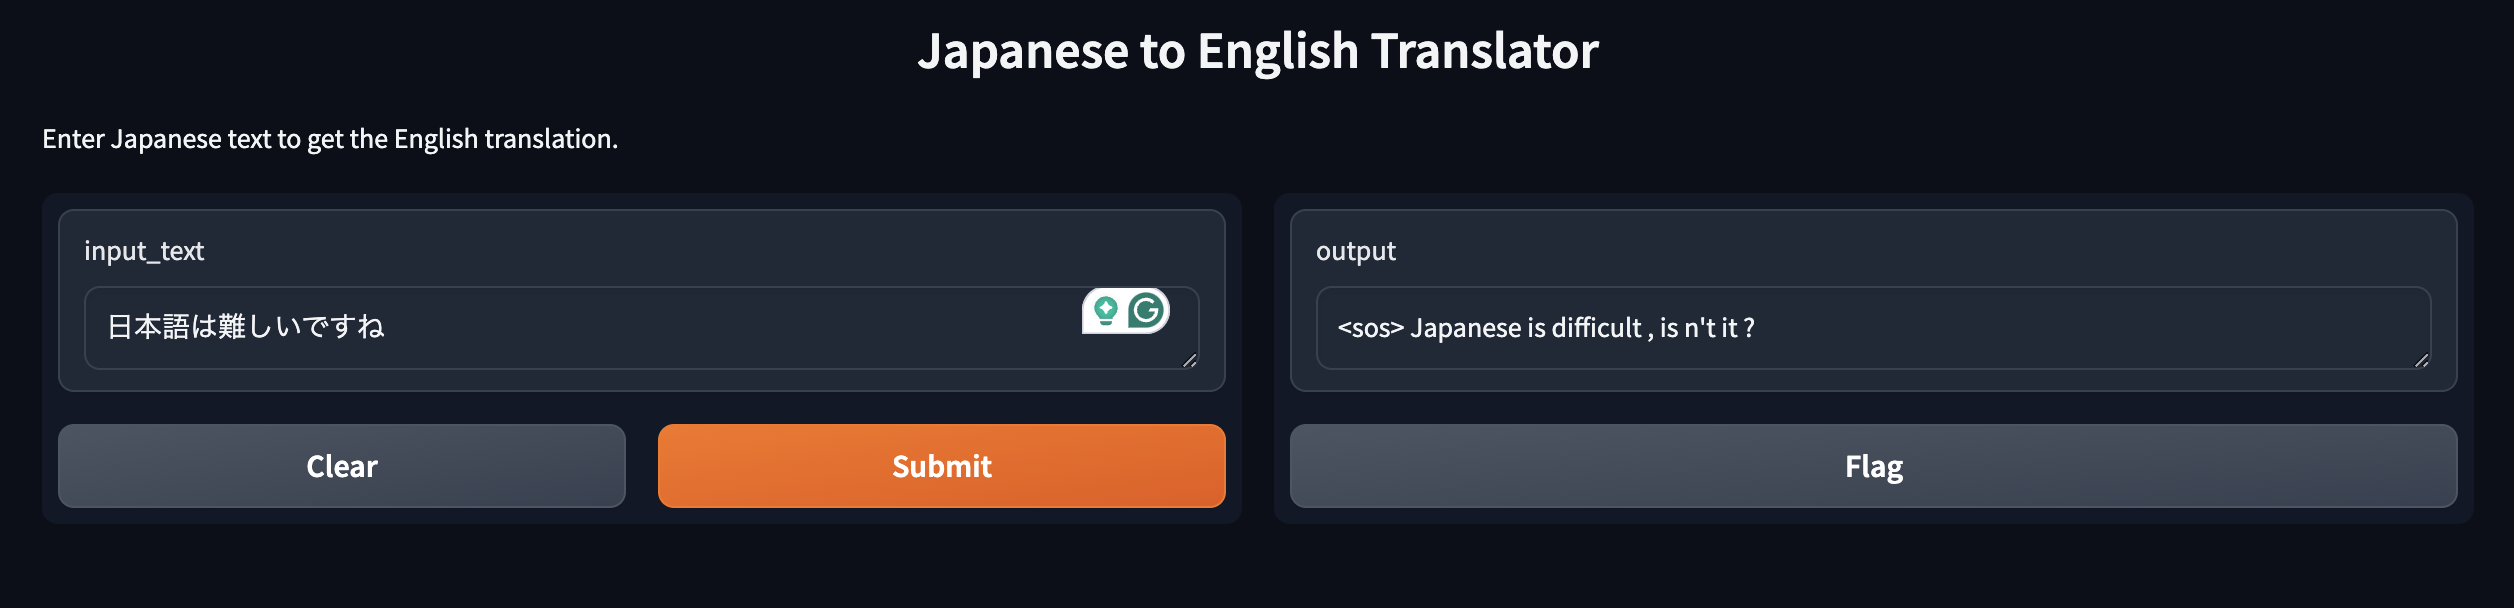 Japanese to English Translator
Enter Japanese text to get the English translation.
input_text
日本語は難しいですね
Clear
Submit
output
<sos> Japanese is difficult , is n't it ?
Flag